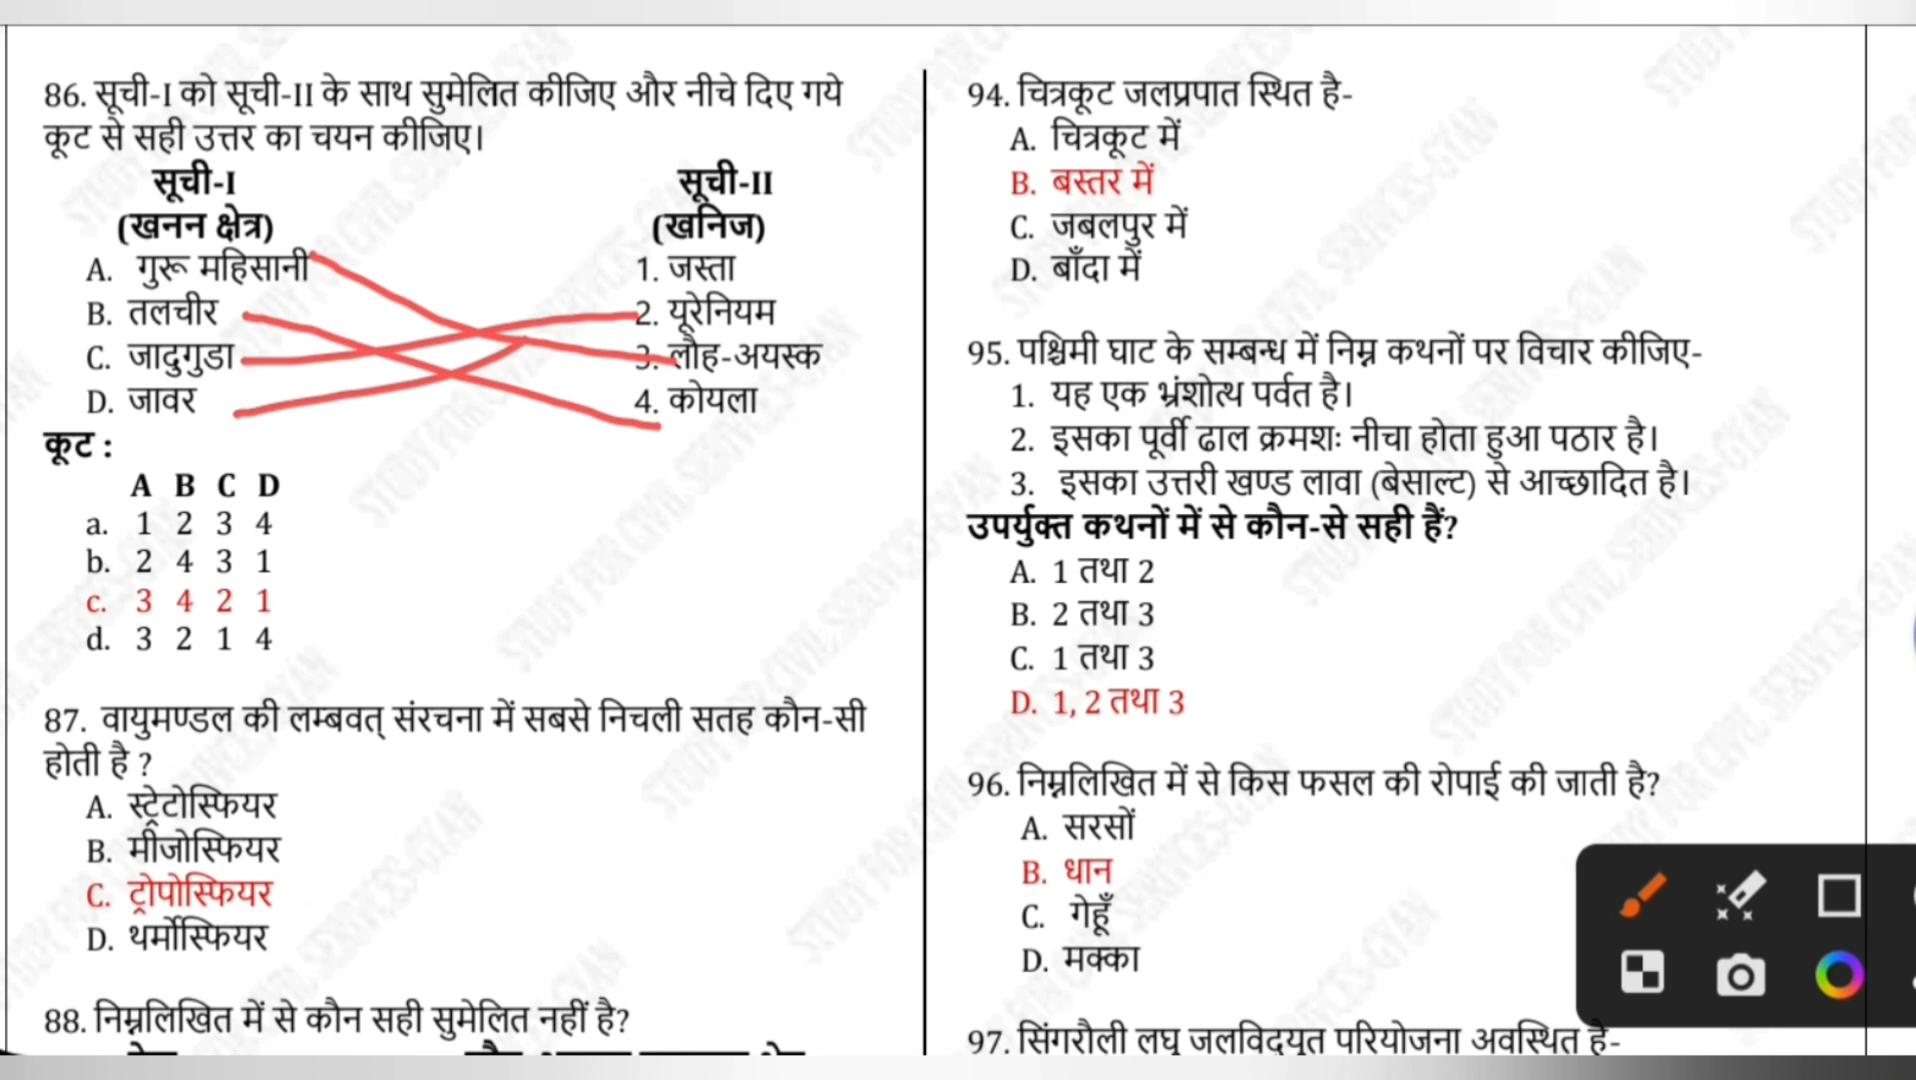 86. सूची-I को सूची-II के साथ सुमेलित कीजिए और नीचे दिए गये
कूट से सही उत्तर का चयन कीजिए।
सूची-I सूची-II
(खनन क्षेत्र) (खनिज)
A. गुरू महिसानी 1. जस्ता
B. तलचीर 2. यूरेनियम
C. जादुगुडा 3. लौह-अयस्क
D. जावर 4. कोयला
कूट :
A B C D
a. 1 2 3 4
b. 2 4 3 1
c. 3 4 2 1
d. 3 2 1 4
87. वायुमण्डल की लम्बवत् संरचना में सबसे निचली सतह कौन-सी
होती है ?
A. स्ट्रेटोस्फियर
B. मीजोस्फियर
C. ट्रोपोस्फियर
D. थर्मोस्फियर
88. निम्नलिखित में से कौन सही सुमेलित नहीं है?
94. चित्रकूट जलप्रपात स्थित है-
A. चित्रकूट में
B. बस्तर में
C. जबलपुर में
D. बाँदा में
95. पश्चिमी घाट के सम्बन्ध में निम्न कथनों पर विचार कीजिए-
1. यह एक भ्रंशोत्थ पर्वत है।
2. इसका पूर्वी ढाल क्रमशः नीचा होता हुआ पठार है।
3. इसका उत्तरी खण्ड लावा (बेसाल्ट) से आच्छादित है।
उपर्युक्त कथनों में से कौन-से सही हैं?
A. 1 तथा 2
B. 2 तथा 3
C. 1 तथा 3
D. 1, 2 तथा 3
96. निम्नलिखित में से किस फसल की रोपाई की जाती है?
A. सरसों
B. धान
C. गेहूँ
D. मक्का
97. सिंगरौली लघु जलविद्युत परियोजना अवस्थित है-
STUDY FOR CIVIL SERVICES-GYAN